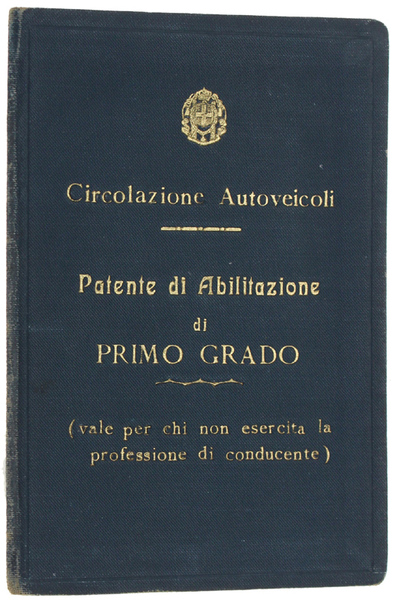 Circolazione Autoveicoli
Patente di Abilitazione
di
PRIMO GRADO
(vale per chi non esercita la
professione di conducente)